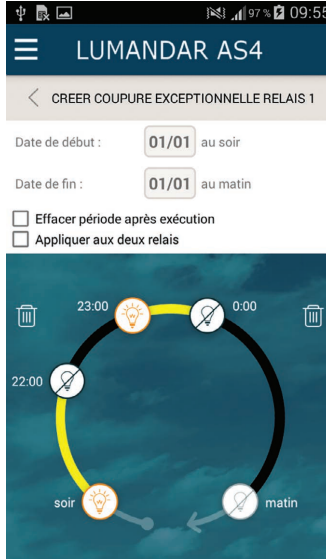 97 % 09:55
LUMANDAR AS4
CREER COUPURE EXCEPTIONNELLE RELAIS 1
Date de début : 01/01 au soir
Date de fin : 01/01 au matin
Effacer période après exécution
Appliquer aux deux relais
23:00 0:00
22:00
soir matin